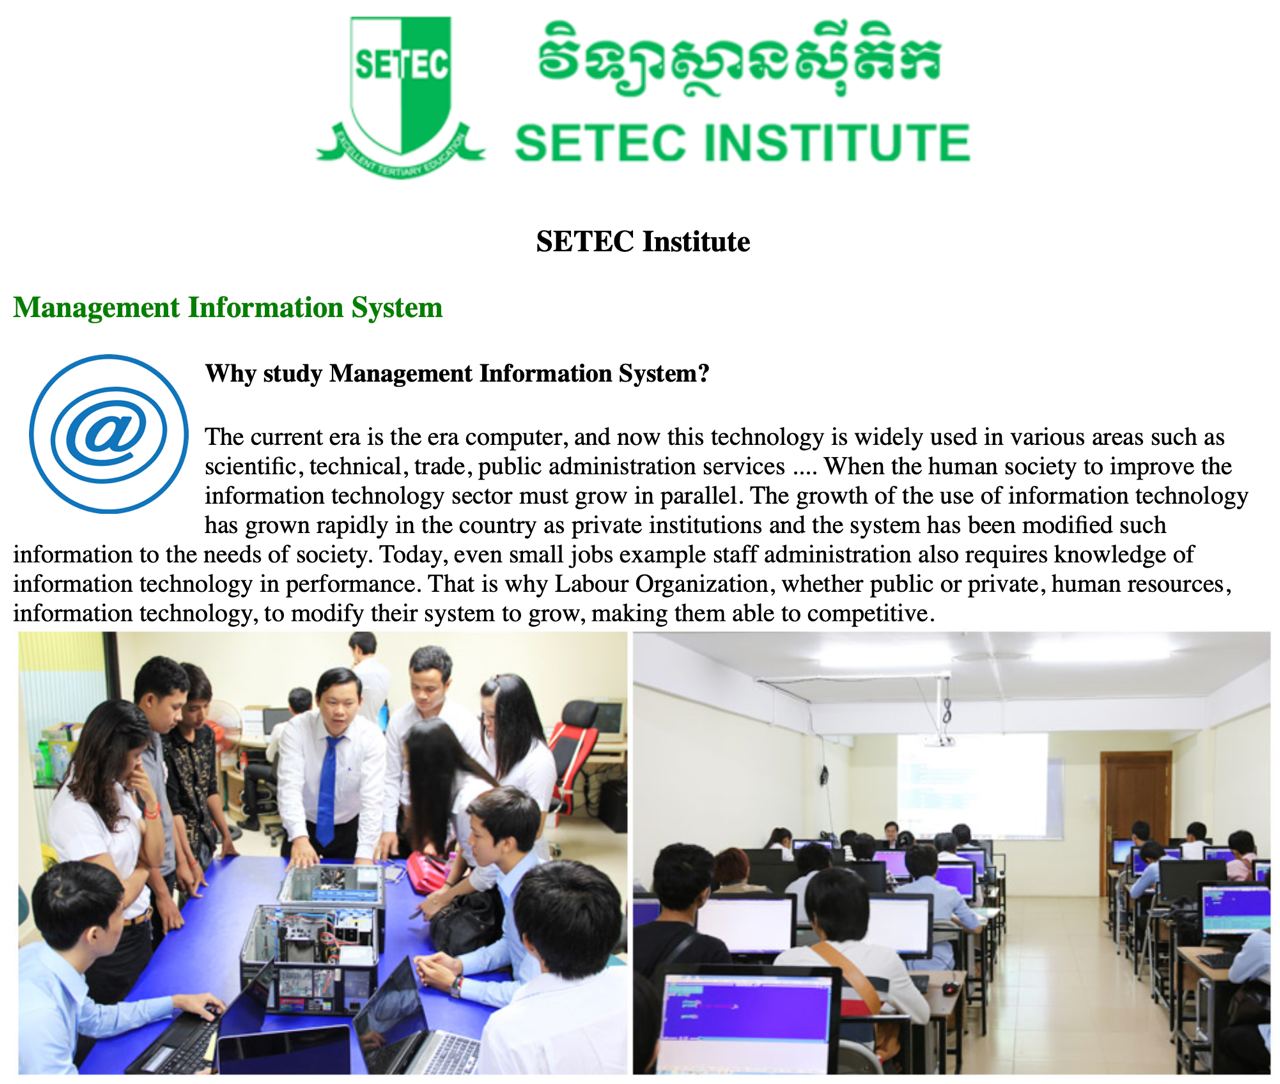 SETEC
EXCELLENT TERTIARY EDUCATION
វិទ្យាស្ថានស៊ីតិក
SETEC INSTITUTE
SETEC Institute
Management Information System
@
Why study Management Information System?
The current era is the era computer, and now this technology is widely used in various areas such as
scientific, technical, trade, public administration services .... When the human society to improve the
information technology sector must grow in parallel. The growth of the use of information technology
has grown rapidly in the country as private institutions and the system has been modified such
information to the needs of society. Today, even small jobs example staff administration also requires knowledge of
information technology in performance. That is why Labour Organization, whether public or private, human resources,
information technology, to modify their system to grow, making them able to competitive.